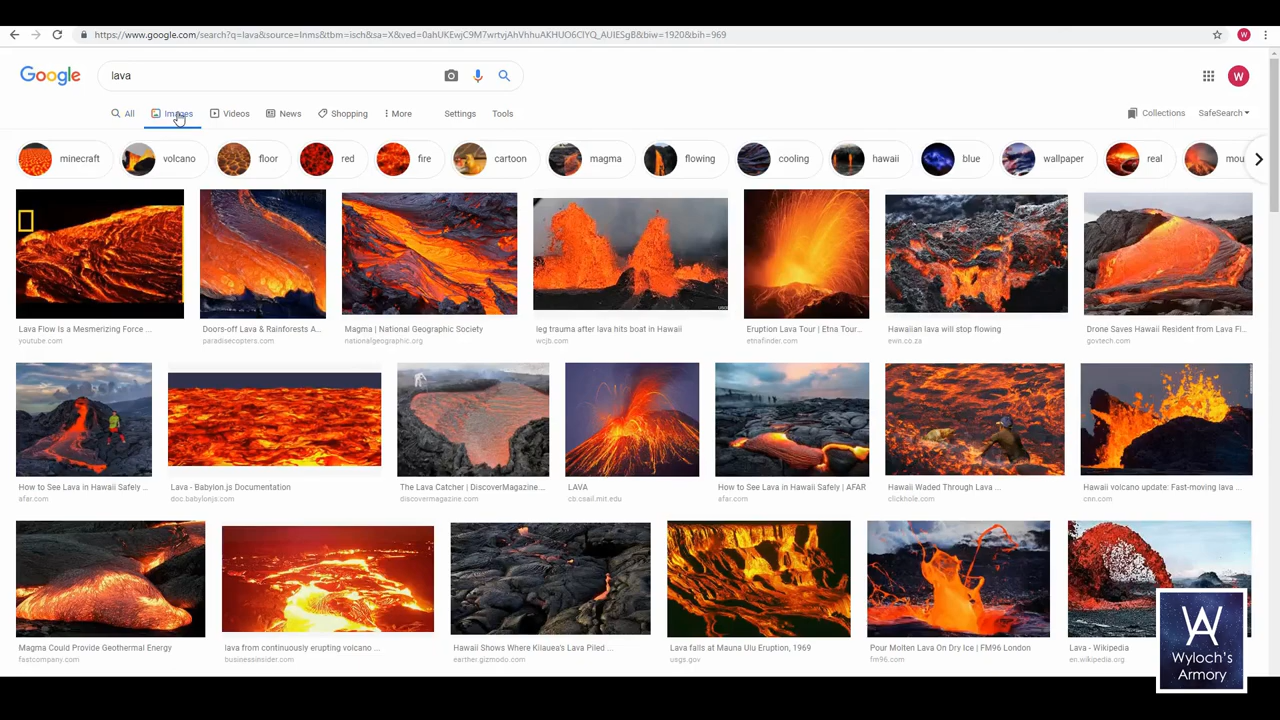 https://www.google.com/search?q=lava&source=lnms&tbm=isch&sa=X&ved=0ahUKEwjC9M7wrtvjAhVhhuAKHUO6ClYQ_AUIESgB&biw=1920&bih=969
W
Google
lava
W
All
Images
Videos
News
Shopping
More
Settings
Tools
Collections
SafeSearch
minecraft
volcano
floor
red
fire
cartoon
magma
flowing
cooling
hawaii
blue
wallpaper
real
mou
Lava Flow Is a Mesmerizing Force ...
Doors-off Lava & Rainforests A...
Magma | National Geographic Society
leg trauma after lava hits boat in Hawaii
Eruption Lava Tour | Etna Tour...
Hawaiian lava will stop flowing
Drone Saves Hawaii Resident from Lava Fl...
youtube.com
paradisecopters.com
nationalgeographic.org
wcjb.com
etnafinder.com
ewn.co.za
govtech.com
How to See Lava in Hawaii Safely ...
Lava - Babylon.js Documentation
The Lava Catcher | DiscoverMagazine...
LAVA
How to See Lava in Hawaii Safely | AFAR
Hawaii Waded Through Lava ...
Hawaii volcano update: Fast-moving lava ...
afar.com
doc.babylonjs.com
discovermagazine.com
cb.csail.mit.edu
afar.com
clickhole.com
cnn.com
Magma Could Provide Geothermal Energy
lava from continuously erupting volcano ...
Hawaii Shows Where Kilauea's Lava Piled ...
Lava falls at Mauna Ulu Eruption, 1969
Pour Molten Lava On Dry Ice | FM96 London
Lava - Wikipedia
fastcompany.com
businessinsider.com
earther.gizmodo.com
usgs.gov
fm96.com
en.wikipedia.org
WA
Wyloch's
Armory